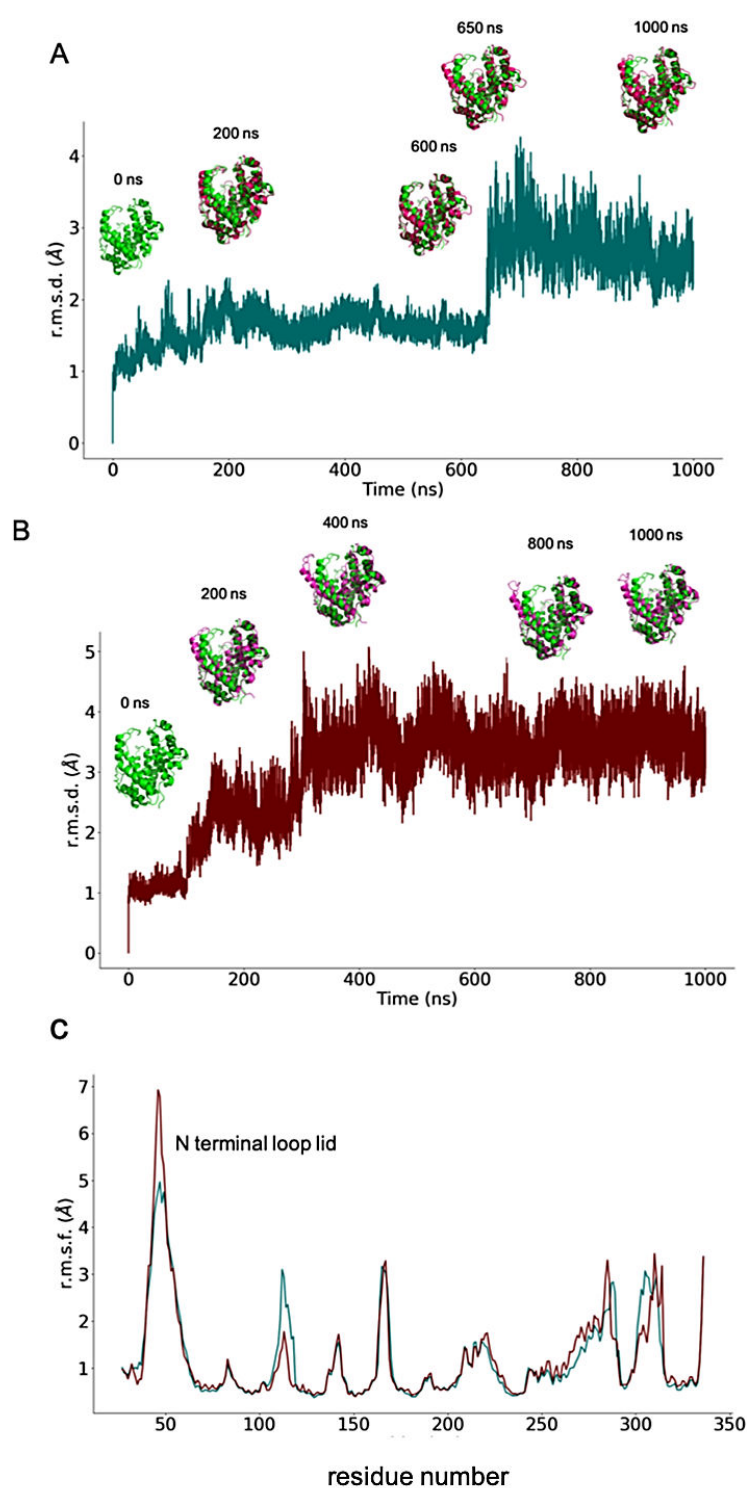 A
650 ns
1000 ns
200 ns
600 ns
0 ns
4
3
2
1
0
r.m.s.d. (Å)
0
200
400
600
800
1000
Time (ns)
B
400 ns
800 ns
1000 ns
200 ns
0 ns
5
4
3
2
1
0
r.m.s.d. (Å)
0
200
400
600
800
1000
Time (ns)
C
7
6
5
4
3
2
1
r.m.s.f. (Å)
N terminal loop lid
50
100
150
200
250
300
350
residue number